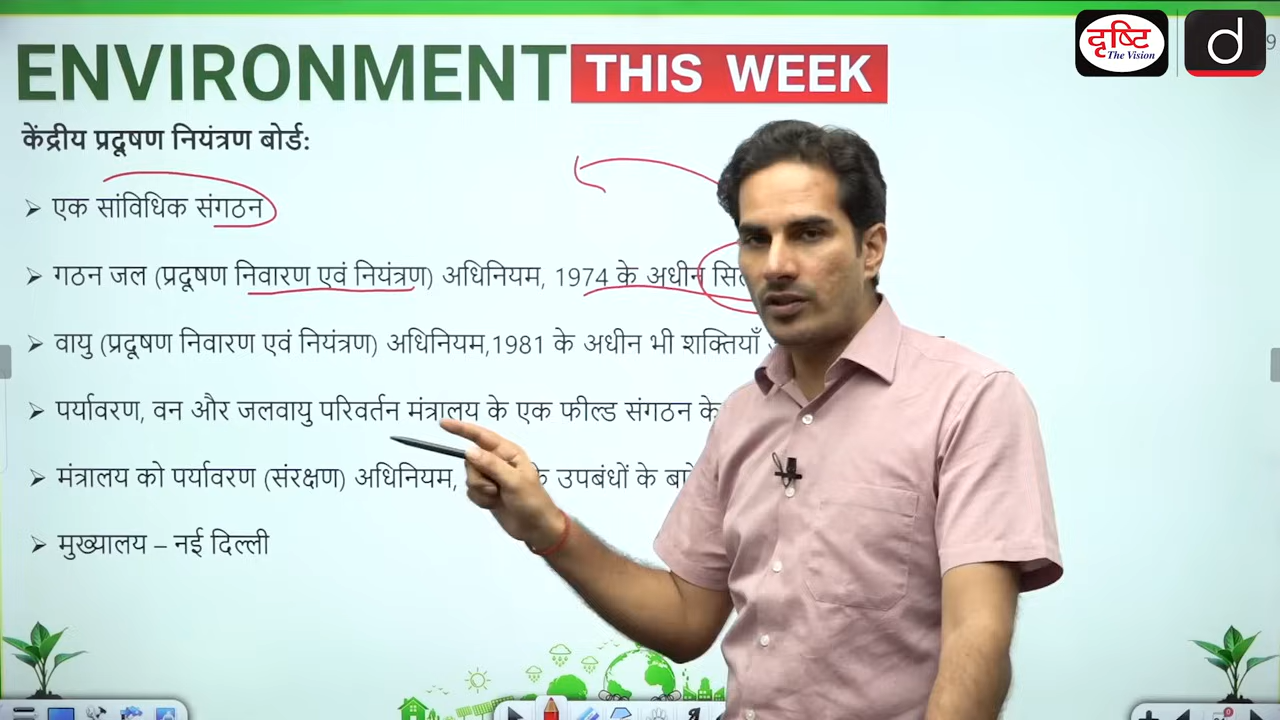 ENVIRONMENT THIS WEEK
दृष्टि
The Vision
d
9
केंद्रीय प्रदूषण नियंत्रण बोर्ड:
➢ एक सांविधिक संगठन
➢ गठन जल (प्रदूषण निवारण एवं नियंत्रण) अधिनियम, 1974 के अधीन
➢ वायु (प्रदूषण निवारण एवं नियंत्रण) अधिनियम,1981 के अधीन भी शक्तियाँ
➢ पर्यावरण, वन और जलवायु परिवर्तन मंत्रालय के एक फील्ड संगठन के
➢ मंत्रालय को पर्यावरण (संरक्षण) अधिनियम, के उपबंधों के
➢ मुख्यालय – नई दिल्ली